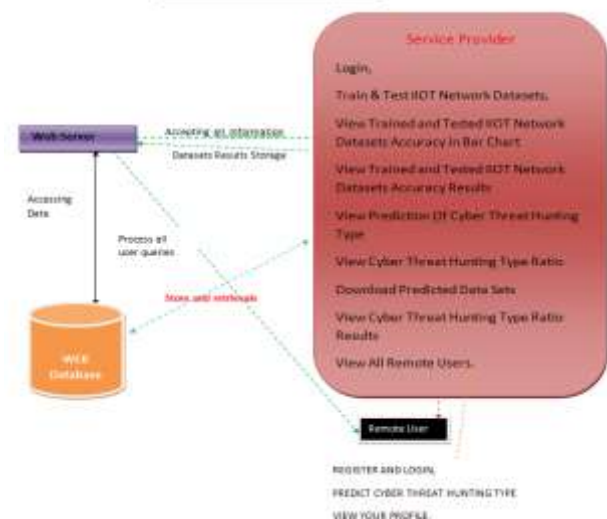 Service Provider
Login,
Train & Test IIOT Network Datasets,
View Trained and Tested IIOT Network
Datasets Accuracy in Bar Chart
View Trained and Tested IIOT Network
Datasets Accuracy Results
View Prediction Of Cyber Threat Hunting
Type
View Cyber Threat Hunting Type Ratio
Download Predicted Data Sets
View Cyber Threat Hunting Type Ratio
Results
View All Remote Users.
Web Server
Accepting all Information
Datasets Results Storage
Accessing
Data
Process all
user queries
Store and retrievals
WEB
Database
Remote User
REGISTER AND LOGIN,
PREDICT CYBER THREAT HUNTING TYPE
VIEW YOUR PROFILE.